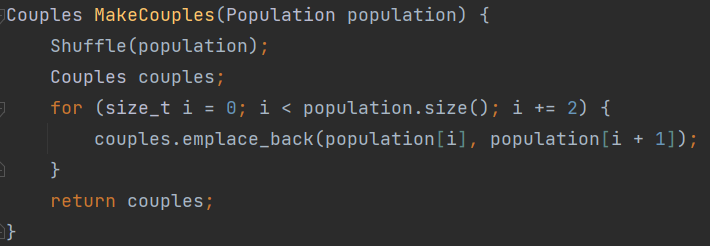 Couples MakeCouples(Population population) {
    Shuffle(population);
    Couples couples;
    for (size_t i = 0; i < population.size(); i += 2) {
        couples.emplace_back(population[i], population[i + 1]);
    }
    return couples;
}